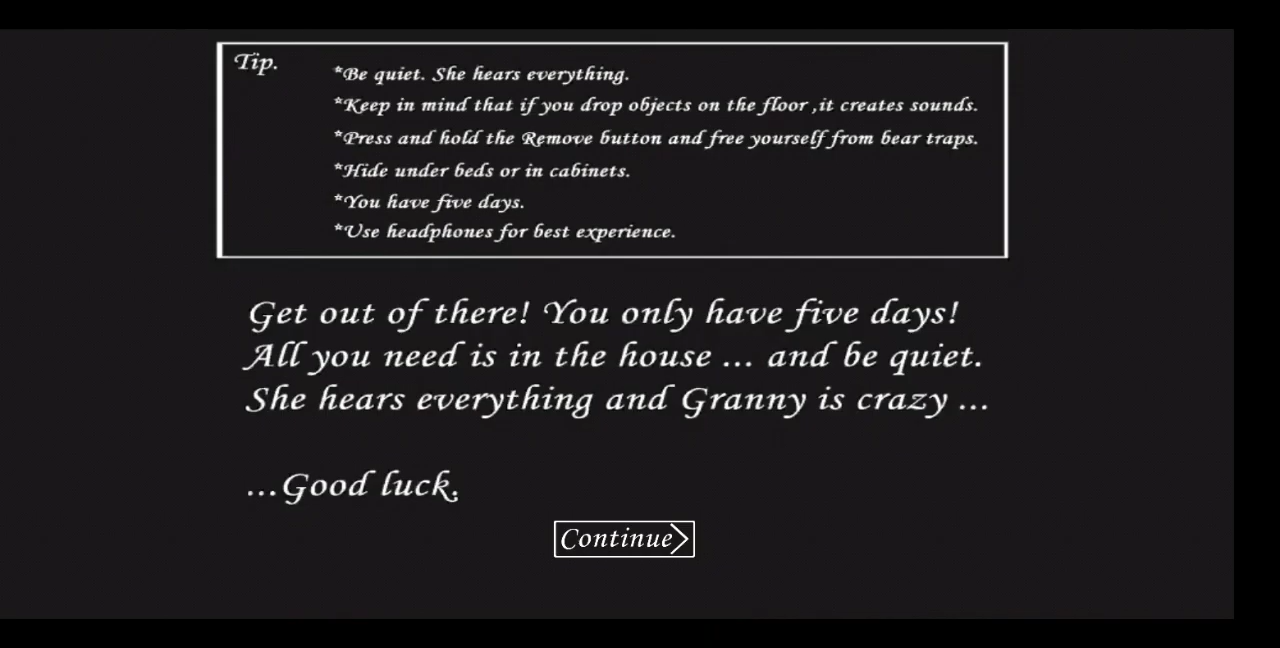 Tip.
*Be quiet. She hears everything.
*Keep in mind that if you drop objects on the floor ,it creates sounds.
*Press and hold the Remove button and free yourself from bear traps.
*Hide under beds or in cabinets.
*You have five days.
*Use headphones for best experience.
Get out of there! You only have five days!
All you need is in the house ... and be quiet.
She hears everything and Granny is crazy ...
...Good luck.
Continue